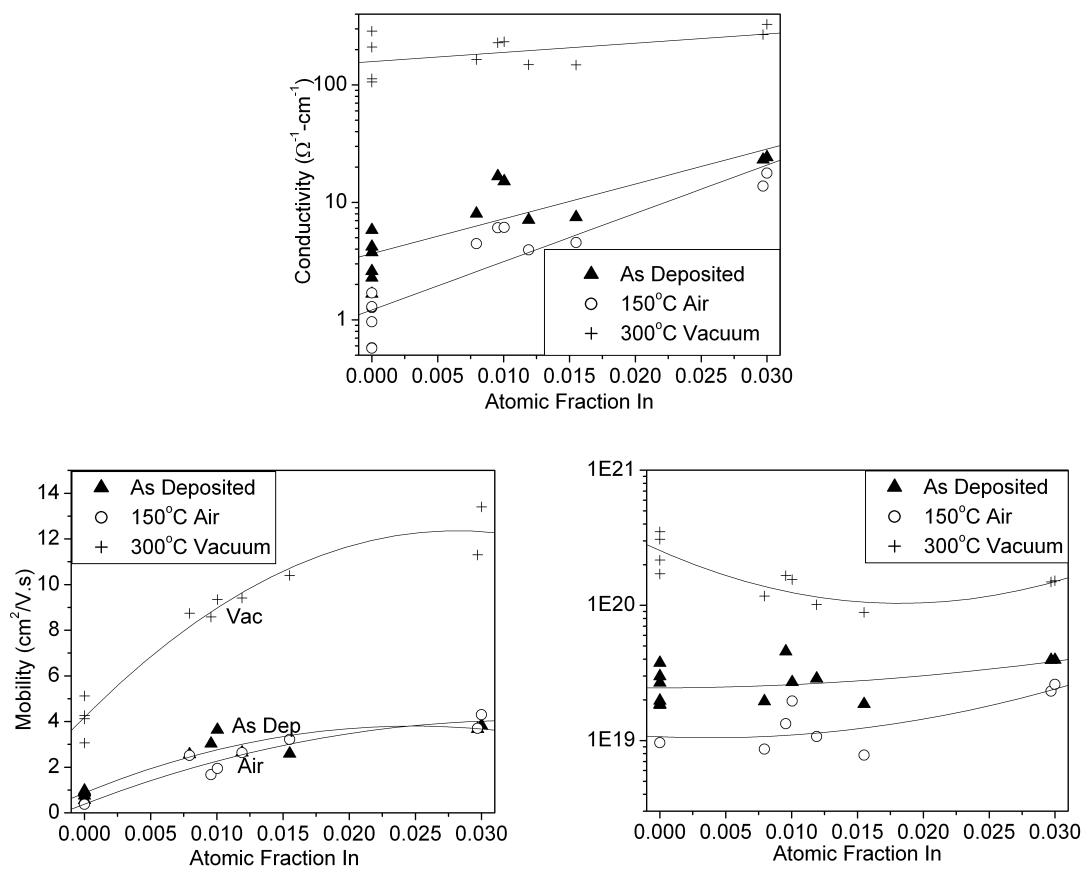 Conductivity (Ω⁻¹-cm⁻¹)
100
10
1
As Deposited
150°C Air
300°C Vacuum
0.000 0.005 0.010 0.015 0.020 0.025 0.030
Atomic Fraction In
Mobility (cm²/V.s)
14
12
10
8
6
4
2
0
As Deposited
150°C Air
300°C Vacuum
Vac
As Dep
Air
0.000 0.005 0.010 0.015 0.020 0.025 0.030
Atomic Fraction In
1E21
1E20
1E19
As Deposited
150°C Air
300°C Vacuum
0.000 0.005 0.010 0.015 0.020 0.025 0.030
Atomic Fraction In